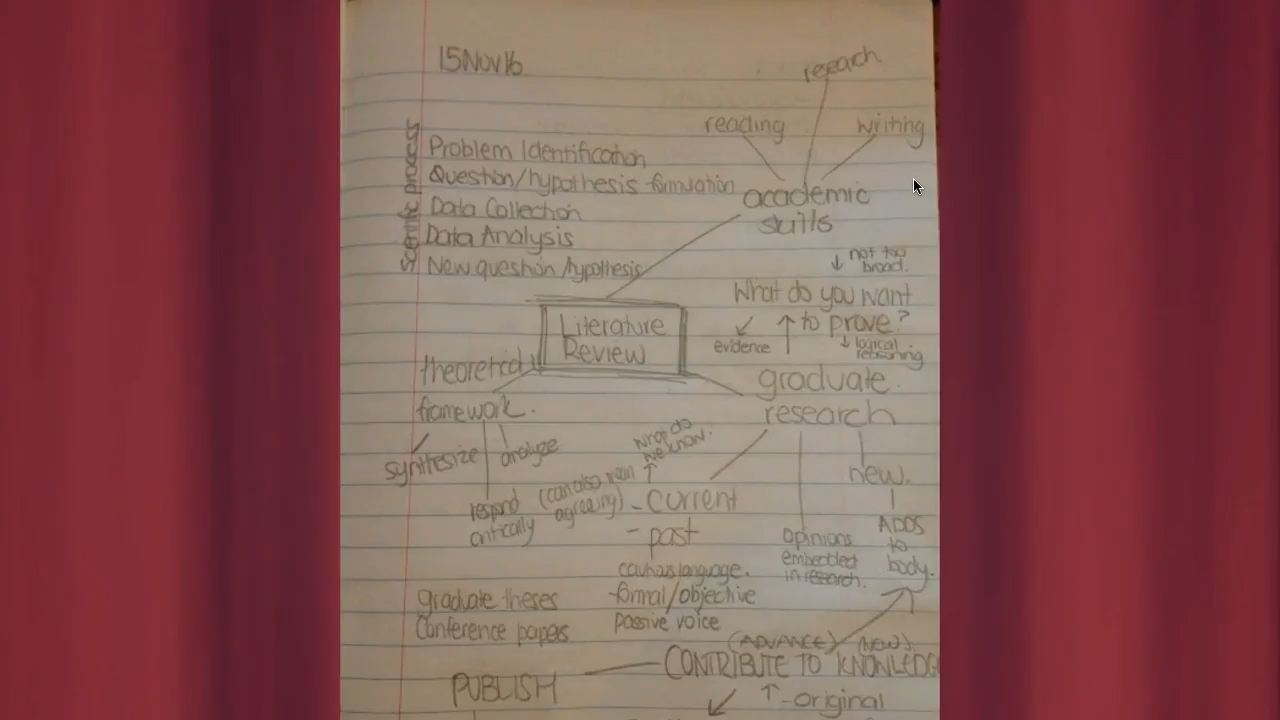 15Nov16
research
reading
writing
academic
skills
scientific process
Problem Identification
Question/hypothesis formulation
Data Collection
Data Analysis
New question/hypothesis
not too
broad.
What do you want
to prove?
evidence
logical
reasoning
Literature
Review
theoretical
framework.
synthesize
analyze
respond
critically
(can also mean
agreeing)
graduate
research
what do
we know.
- Current
- past
new.
ADDS
to
body.
Opinions
embedded
in research.
cautious language.
-formal/objective
passive voice
graduate theses
Conference papers
(ADVANCE) (NEW)
CONTRIBUTE TO KNOWLEDG
PUBLISH
-original